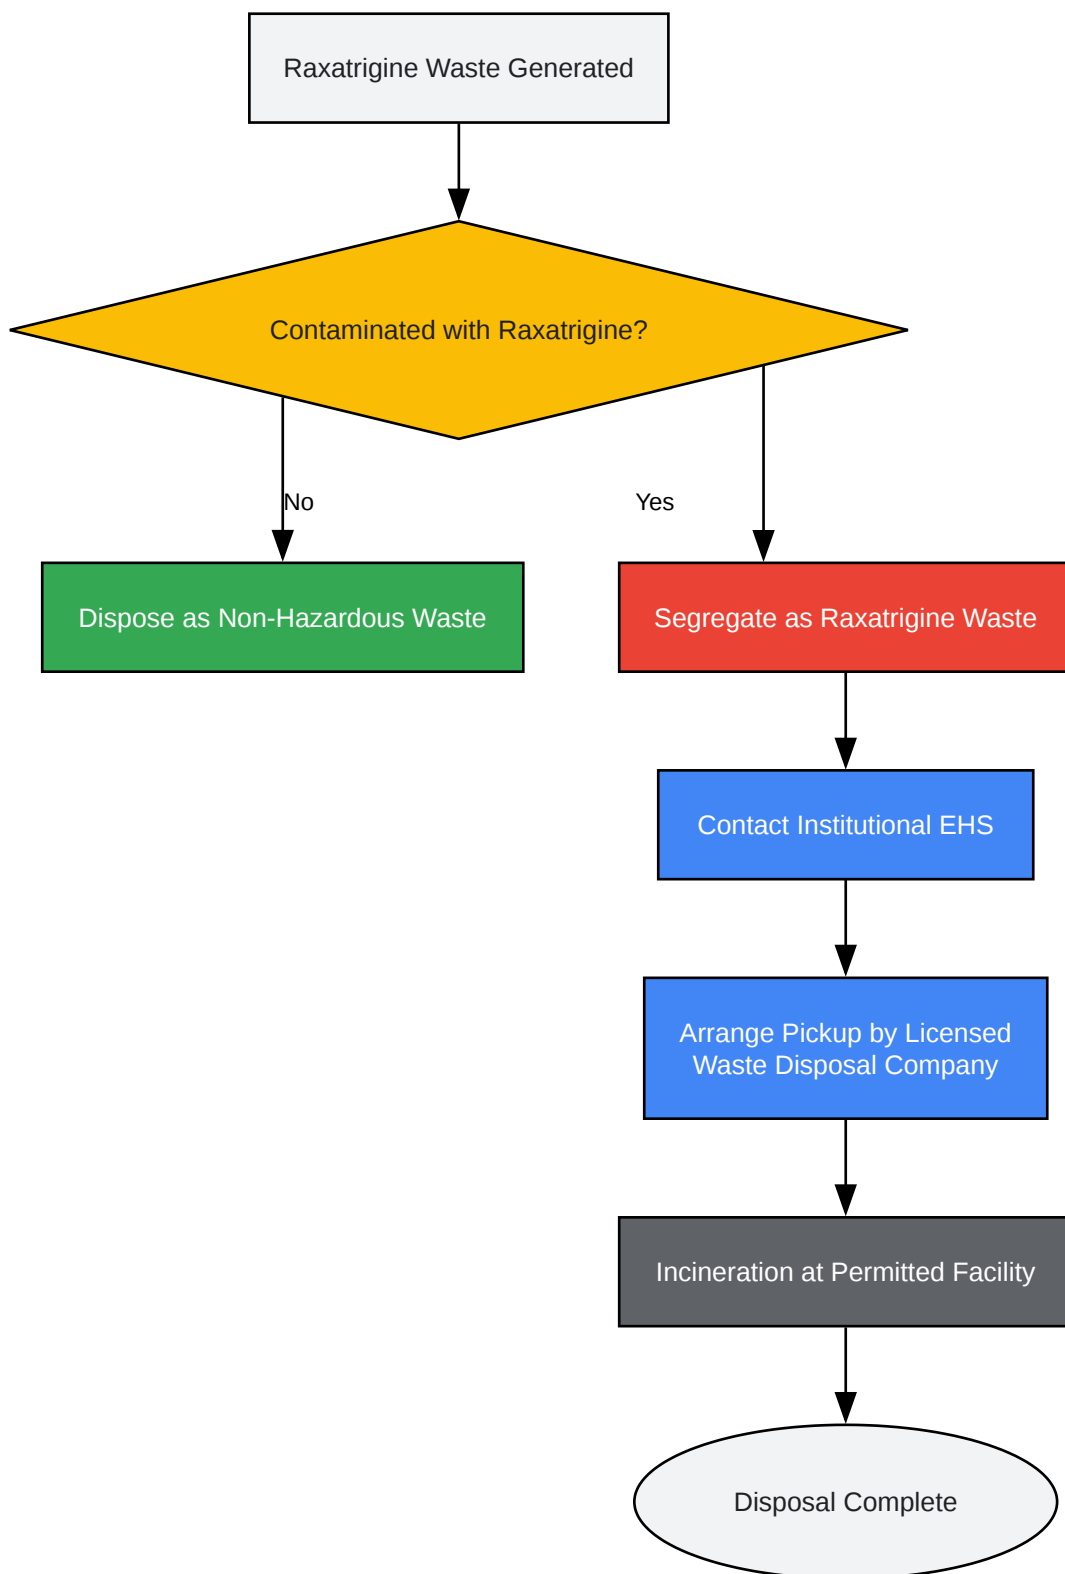 Raxatrigine Waste Generated
Contaminated with Raxatrigine?
No
Yes
Dispose as Non-Hazardous Waste
Segregate as Raxatrigine Waste
Contact Institutional EHS
Arrange Pickup by Licensed
Waste Disposal Company
Incineration at Permitted Facility
Disposal Complete